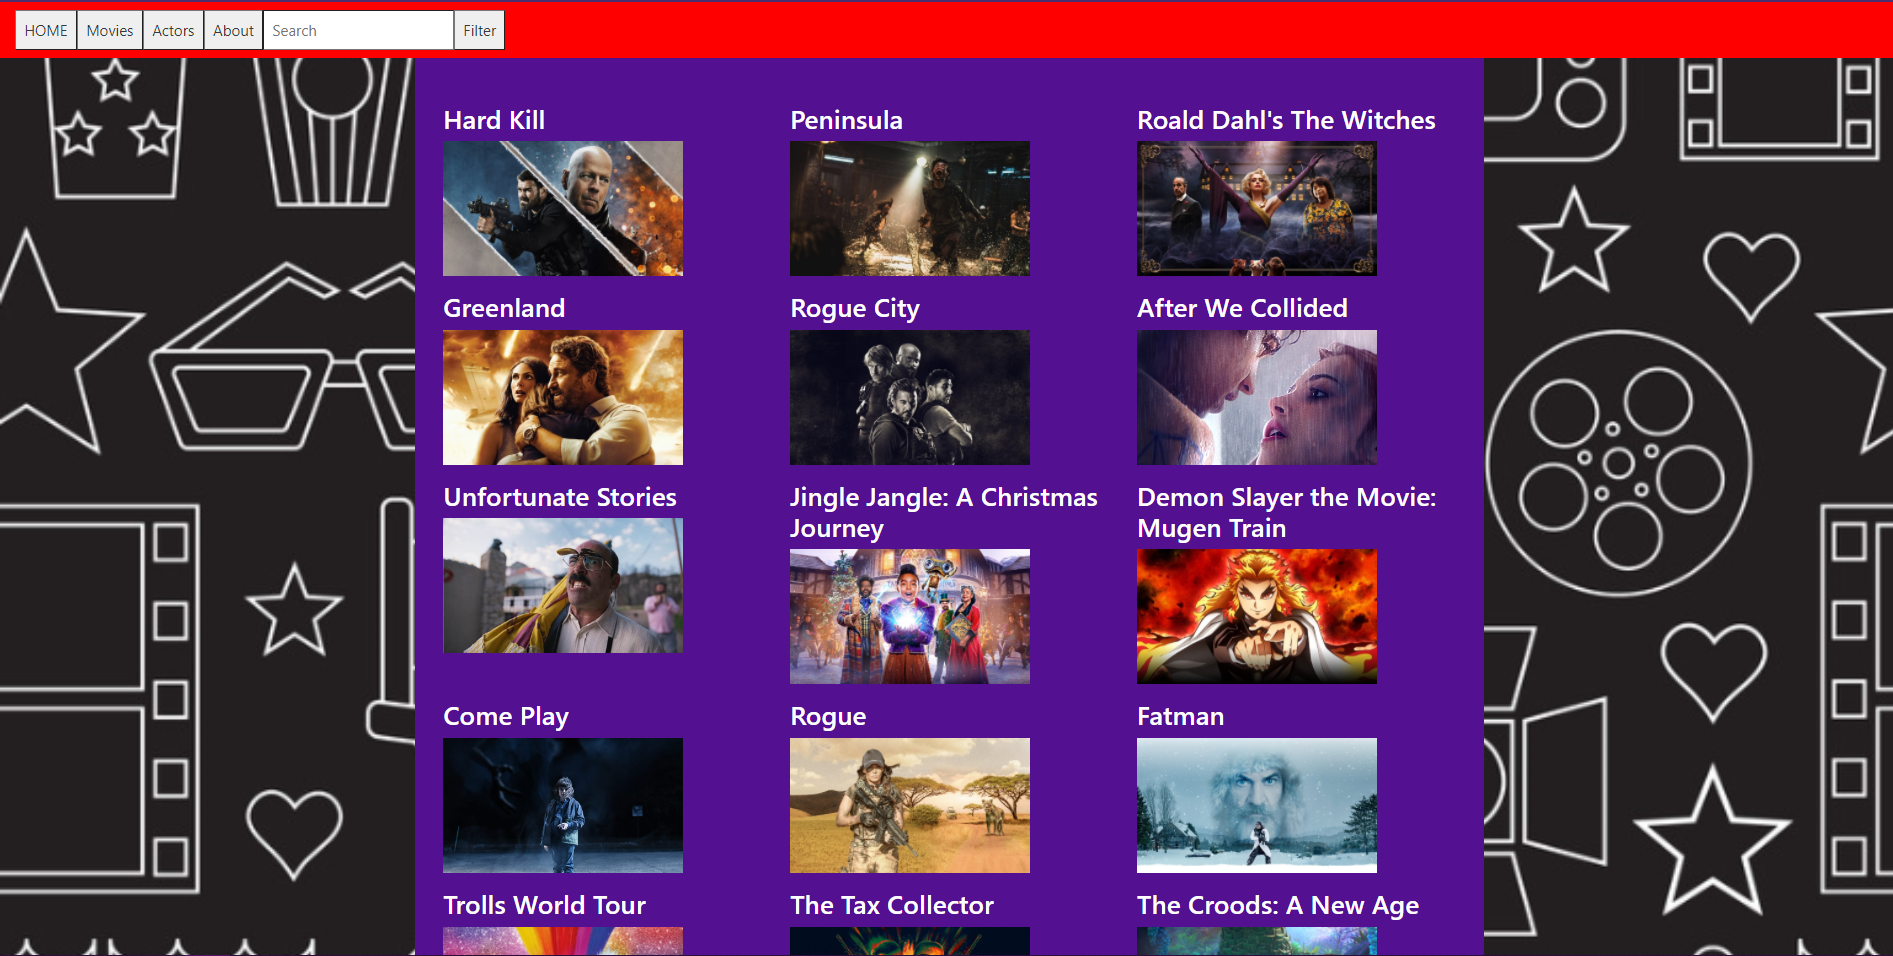 HOME Movies Actors About Search Filter
Hard Kill
Peninsula
Roald Dahl's The Witches
Greenland
Rogue City
After We Collided
Unfortunate Stories
Jingle Jangle: A Christmas
Journey
Demon Slayer the Movie:
Mugen Train
Come Play
Rogue
Fatman
Trolls World Tour
The Tax Collector
The Croods: A New Age